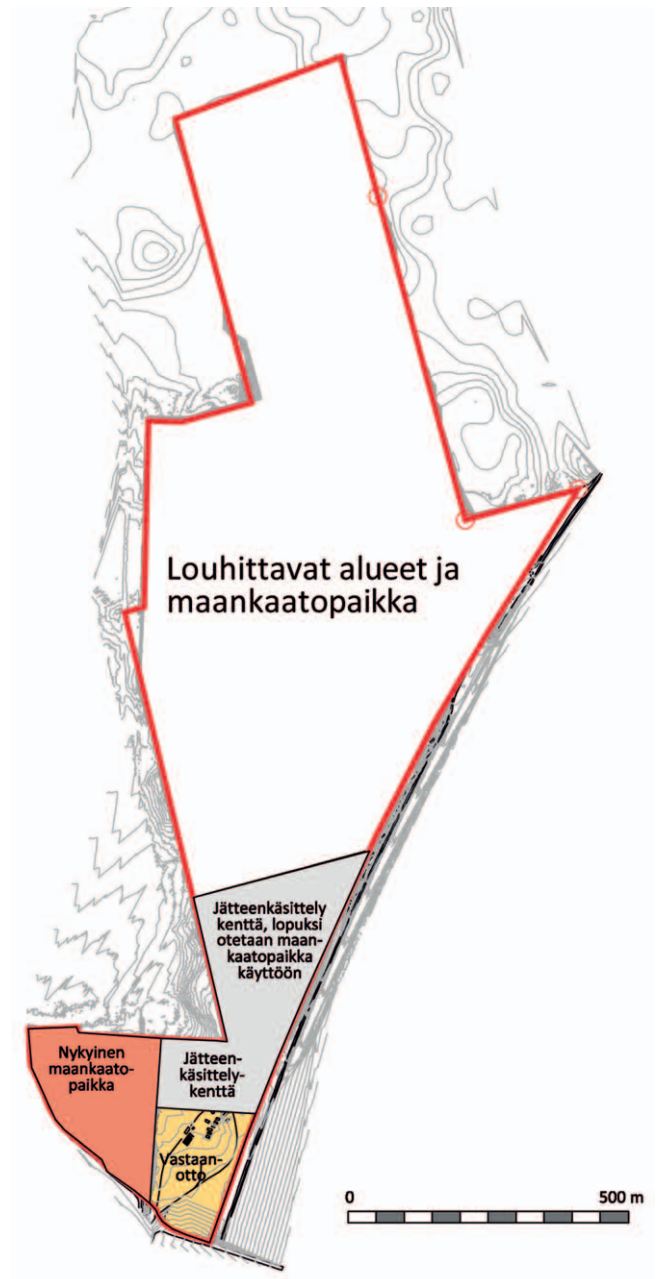 Louhittavat alueet ja
maankaatopaikka
Jätteenkäsittely
kenttä, lopuksi
otetaan maan-
kaatopaikka
käyttöön
Nykyinen
maankaato-
paikka
Jätteen-
käsittely-
kenttä
Vastaan-
otto
0 500 m